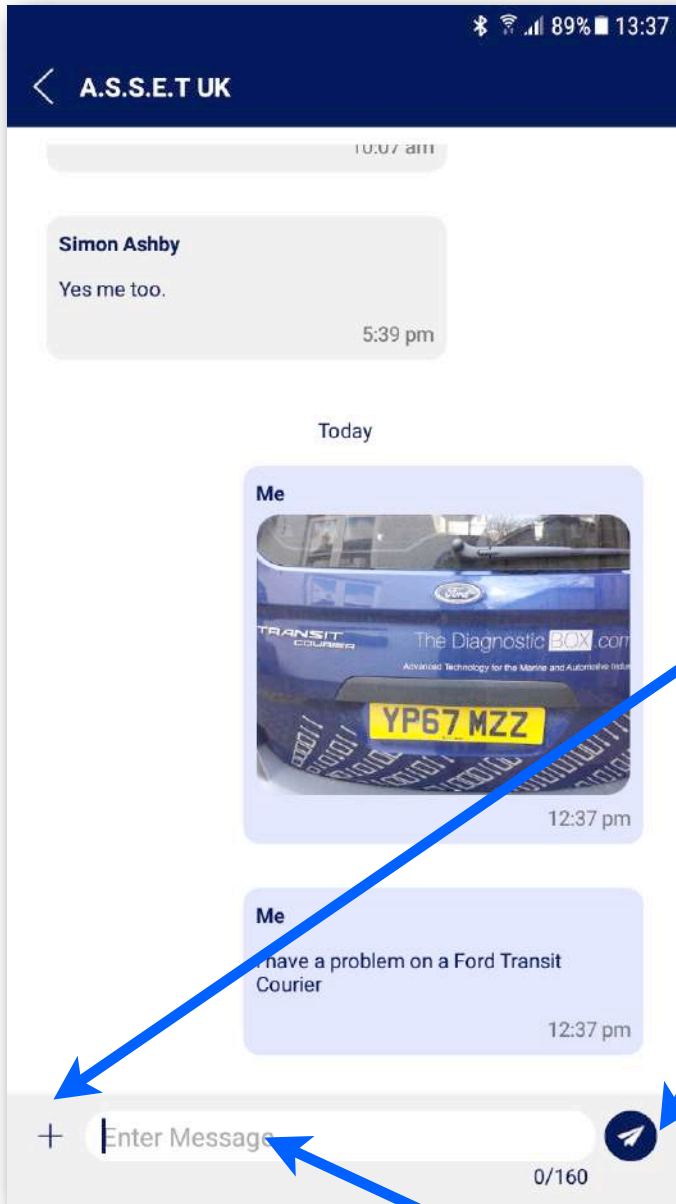 89% 13:37
A.S.S.E.T UK
10:07 am
Simon Ashby
Yes me too.
5:39 pm
Today
Me
Ford
TRANSIT
COURIER
The Diagnostic BOX.com
Advanced Technology for the Marine and Automotive
YP67 MZZ
12:37 pm
Me
have a problem on a Ford Transit
Courier
12:37 pm
Enter Message
0/160